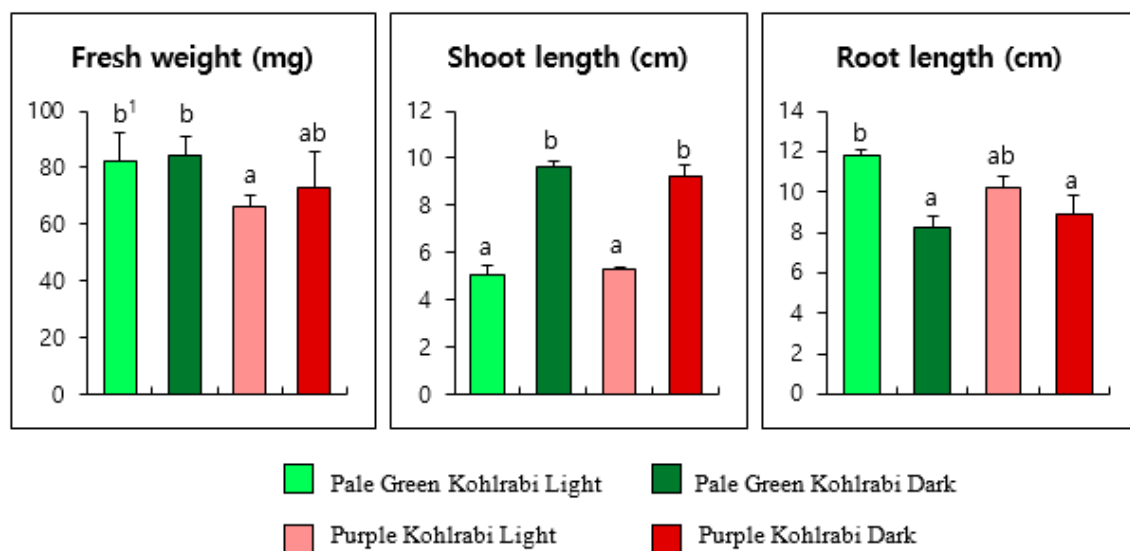 Fresh weight (mg)
100
80
60
40
20
0
b¹
b
a
ab
Shoot length (cm)
12
10
8
6
4
2
0
a
b
a
b
Root length (cm)
14
12
10
8
6
4
2
0
b
a
ab
a
Pale Green Kohlrabi Light
Pale Green Kohlrabi Dark
Purple Kohlrabi Light
Purple Kohlrabi Dark